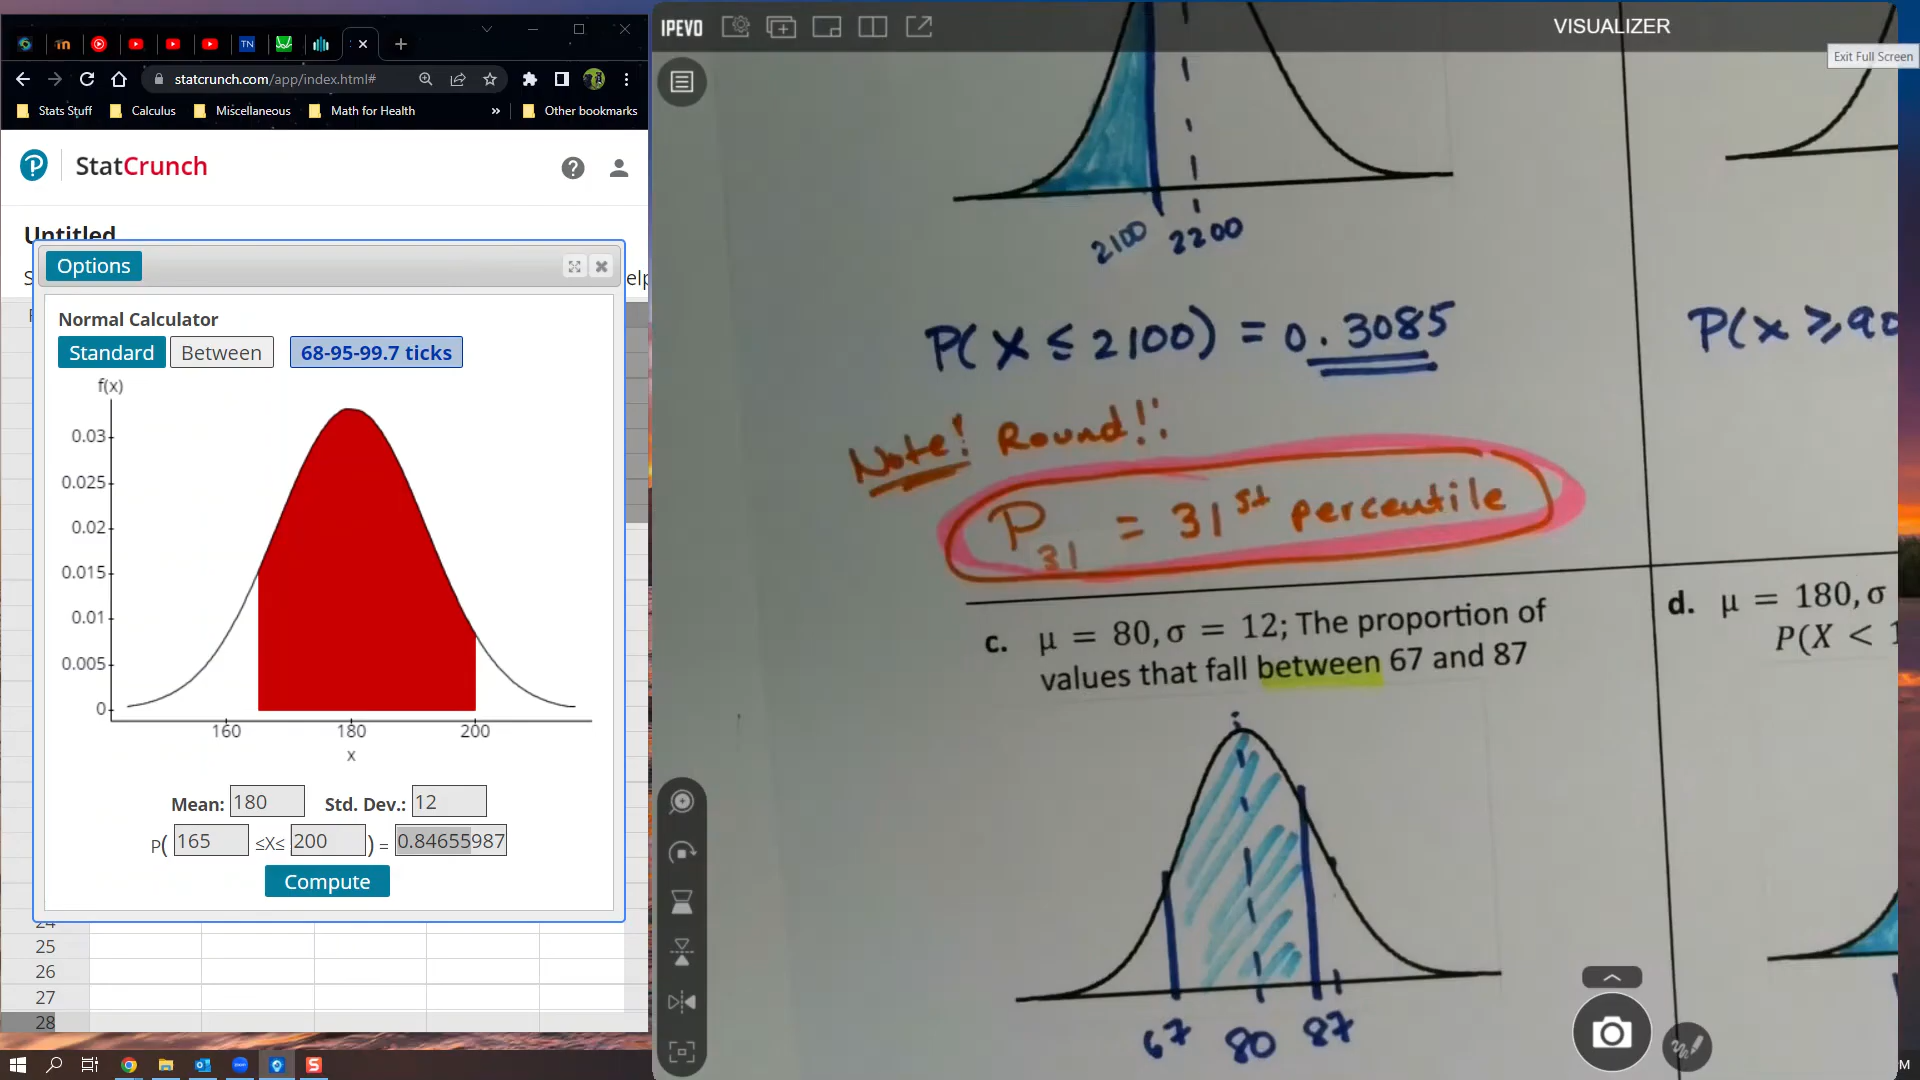 statcrunch.com/app/index.html#
Stats Stuff
Calculus
Miscellaneous
Math for Health
»
Other bookmarks
StatCrunch
Untitled
Options
Normal Calculator
Standard
Between
68-95-99.7 ticks
f(x)
0.03
0.025
0.02
0.015
0.01
0.005
0
160 180 200
x
Mean: 180 Std. Dev.: 12
P( 165 ≤X≤ 200 ) = 0.84655987
Compute
24
25
26
27
28
IPEVO
VISUALIZER
Exit Full Screen
2100 2200
P(X ≤ 2100) = 0.3085
P(x ≥ 90
Note! Round!!
P31 = 31st percentile
c. μ = 80, σ = 12; The proportion of
values that fall between 67 and 87
67 80 87
d. μ = 180, σ
P(X < 1